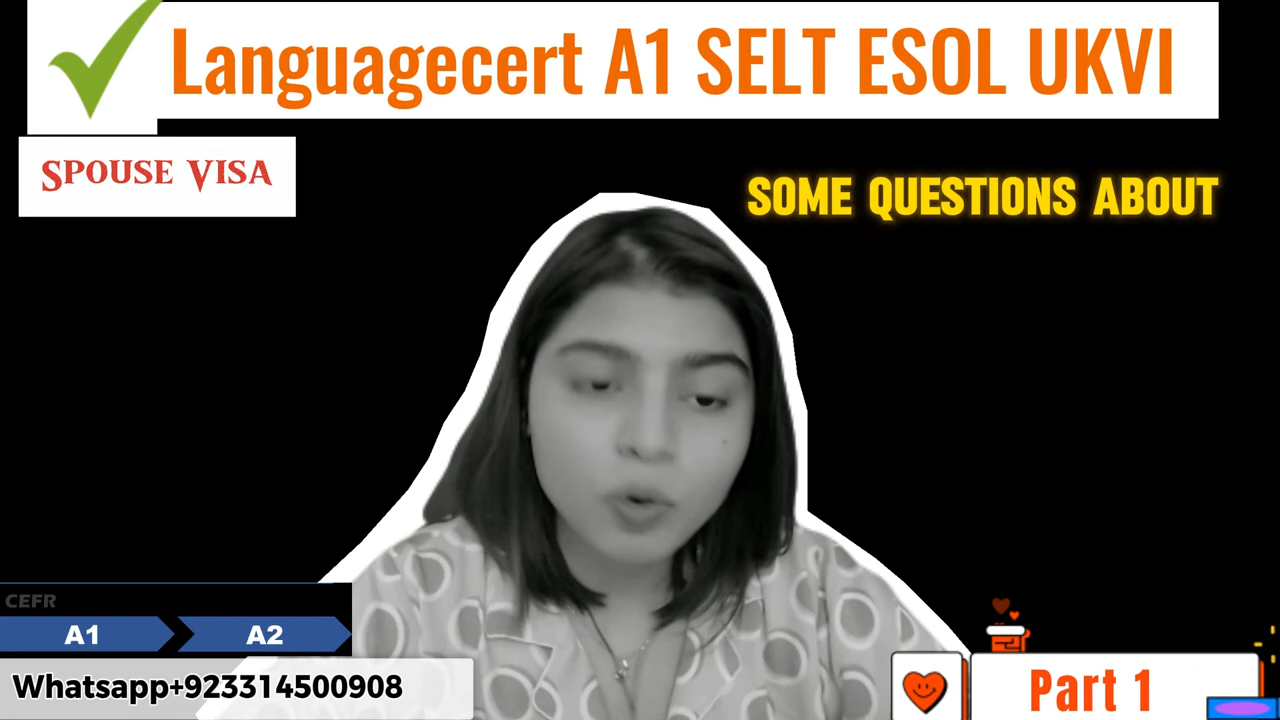 Languagecert A1 SELT ESOL UKVI
SPOUSE VISA
SOME QUESTIONS ABOUT
CEFR
A1
A2
Whatsapp+923314500908
Part 1